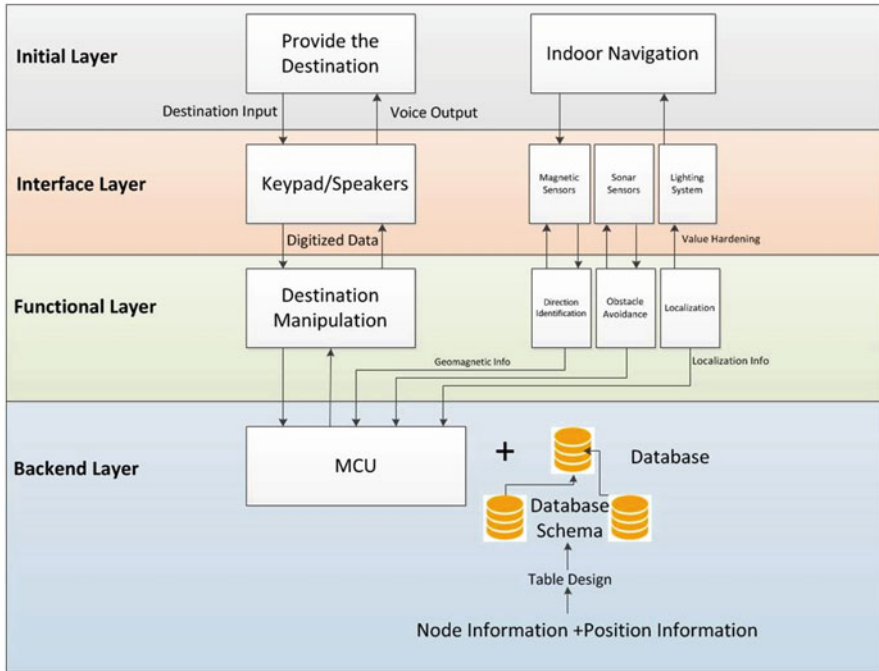 Initial Layer
Provide the
Destination
Indoor Navigation
Destination Input
Voice Output
Interface Layer
Keypad/Speakers
Magnetic
Sensors
Sonar
Sensors
Lighting
System
Digitized Data
Value Hardening
Functional Layer
Destination
Manipulation
Direction
Identification
Obstacle
Avoidance
Localization
Geomagnetic Info
Localization Info
Backend Layer
MCU
+
Database
Database
Schema
Table Design
Node Information +Position Information